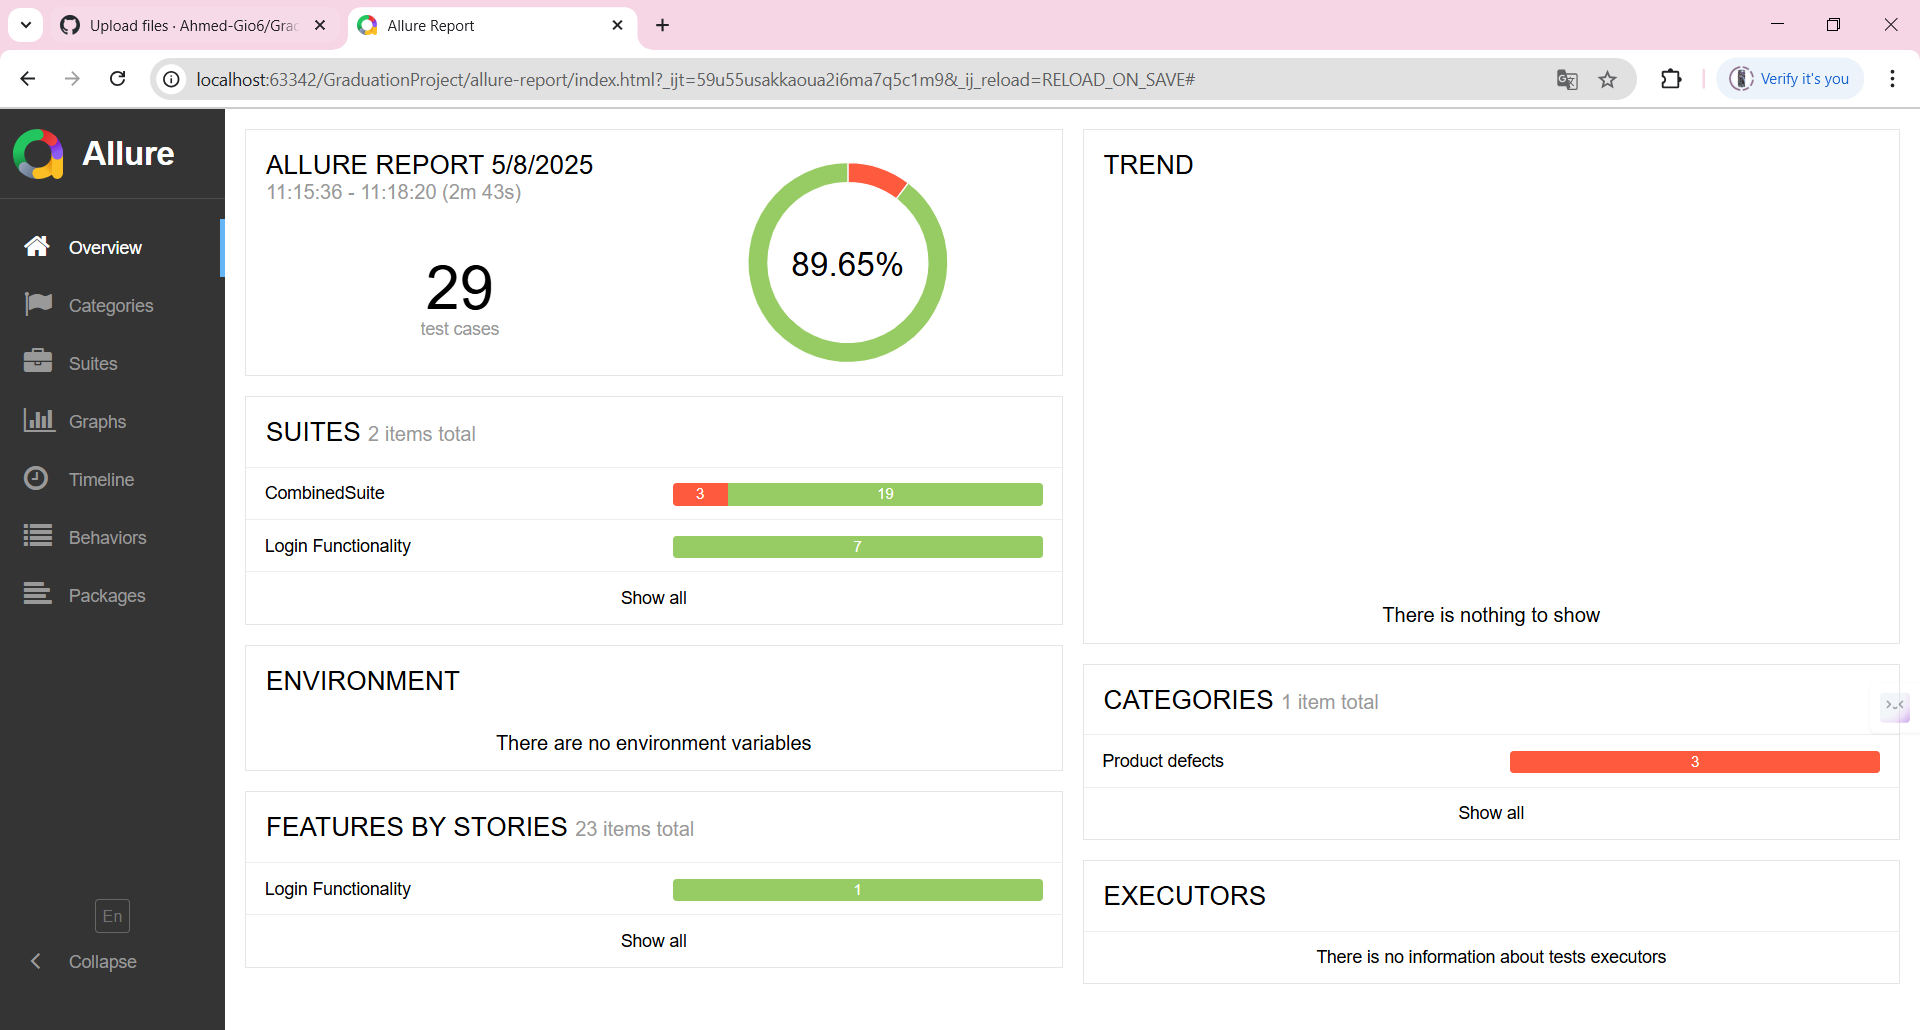 Upload files · Ahmed-Gio6/Grad
Allure Report
localhost:63342/GraduationProject/allure-report/index.html?_ijt=59u55usakkaoua2i6ma7q5c1m9&_ij_reload=RELOAD_ON_SAVE#
Verify it's you
Allure
Overview
Categories
Suites
Graphs
Timeline
Behaviors
Packages
En
Collapse
ALLURE REPORT 5/8/2025
11:15:36 - 11:18:20 (2m 43s)
29
test cases
89.65%
SUITES 2 items total
CombinedSuite 3 19
Login Functionality 7
Show all
ENVIRONMENT
There are no environment variables
FEATURES BY STORIES 23 items total
Login Functionality 1
Show all
TREND
There is nothing to show
CATEGORIES 1 item total
Product defects 3
Show all
EXECUTORS
There is no information about tests executors